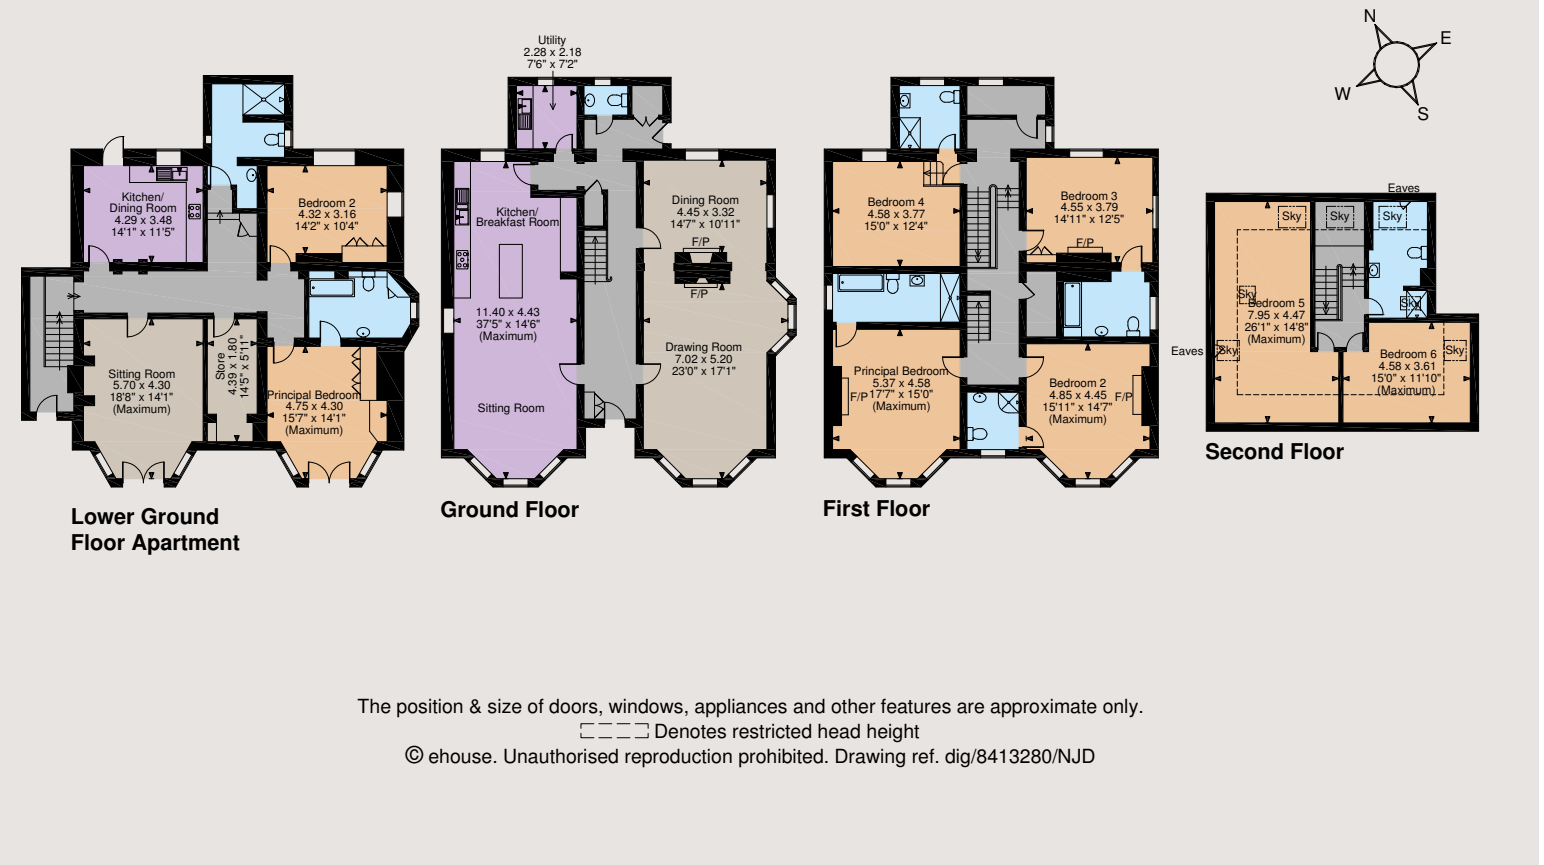 N
E
W
S
Utility
2.28 x 2.18
7'6" x 7'2"
Kitchen/
Dining Room
4.29 x 3.48
14'1" x 11'5"
Bedroom 2
4.32 x 3.16
14'2" x 10'4"
Sitting Room
5.70 x 4.30
18'8" x 14'1"
(Maximum)
Store
4.39 x 1.80
14'5" x 5'11"
Principal Bedroom
4.75 x 4.30
15'7" x 14'1"
(Maximum)
Lower Ground
Floor Apartment
Kitchen/
Breakfast Room
11.40 x 4.43
37'5" x 14'6"
(Maximum)
Sitting Room
Dining Room
4.45 x 3.32
14'7" x 10'11"
F/P
F/P
Drawing Room
7.02 x 5.20
23'0" x 17'1"
Ground Floor
Bedroom 4
4.58 x 3.77
15'0" x 12'4"
Bedroom 3
4.55 x 3.79
14'11" x 12'5"
F/P
Principal Bedroom
5.37 x 4.58
17'7" x 15'0"
(Maximum)
F/P
Bedroom 2
4.85 x 4.45
15'11" x 14'7"
F/P
First Floor
Eaves
Sky
Sky
Sky
Sky
Bedroom 5
7.95 x 4.47
26'1" x 14'8"
(Maximum)
Sky
Eaves
Sky
Bedroom 6
4.58 x 3.61
15'0" x 11'10"
(Maximum)
Sky
Second Floor
The position & size of doors, windows, appliances and other features are approximate only.
Denotes restricted head height
© ehouse. Unauthorised reproduction prohibited. Drawing ref. dig/8413280/NJD